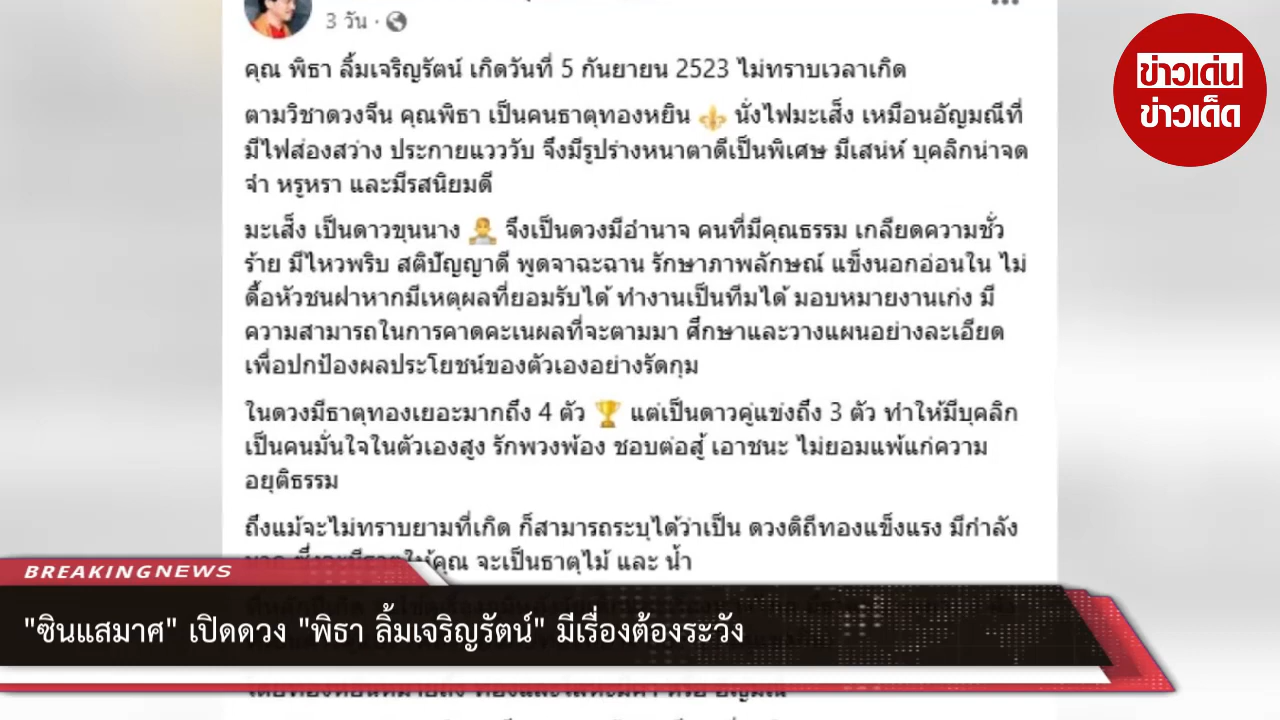 3 วัน ·
ข่าวเด่น
ข่าวเด็ด
คุณ พิธา ลิ้มเจริญรัตน์ เกิดวันที่ 5 กันยายน 2523 ไม่ทราบเวลาเกิด
ตามวิชาดวงจีน คุณพิธา เป็นคนธาตุทองหยิน ⚜️ นั่งไฟมะเส็ง เหมือนอัญมณีที่
มีไฟส่องสว่าง ประกายแวววับ จึงมีรูปร่างหน้าตาดีเป็นพิเศษ มีเสน่ห์ บุคลิกน่าจด
จำ หรูหรา และมีรสนิยมดี
มะเส็ง เป็นดาวขุนนาง 👨‍💼 จึงเป็นดวงมีอำนาจ คนที่มีคุณธรรม เกลียดความชั่ว
ร้าย มีไหวพริบ สติปัญญาดี พูดจาฉะฉาน รักษาภาพลักษณ์ แข็งนอกอ่อนใน ไม่
ดื้อหัวชนฝาหากมีเหตุผลที่ยอมรับได้ ทำงานเป็นทีมได้ มอบหมายงานเก่ง มี
ความสามารถในการคาดคะเนผลที่จะตามมา ศึกษาและวางแผนอย่างละเอียด
เพื่อปกป้องผลประโยชน์ของตัวเองอย่างรัดกุม
ในดวงมีธาตุทองเยอะมากถึง 4 ตัว 🏆 แต่เป็นดาวคู่แข่งถึง 3 ตัว ทำให้มีบุคลิก
เป็นคนมั่นใจในตัวเองสูง รักพวกพ้อง ชอบต่อสู้ เอาชนะ ไม่ยอมแพ้แก่ความ
อยุติธรรม
ถึงแม้จะไม่ทราบยามที่เกิด ก็สามารถระบุได้ว่าเป็น ดวงดิถีทองแข็งแรง มีกำลัง
จะเป็นธาตุไม้ และ น้ำ
BREAKINGNEWS
"ซินแสมาศ" เปิดดวง "พิธา ลิ้มเจริญรัตน์" มีเรื่องต้องระวัง